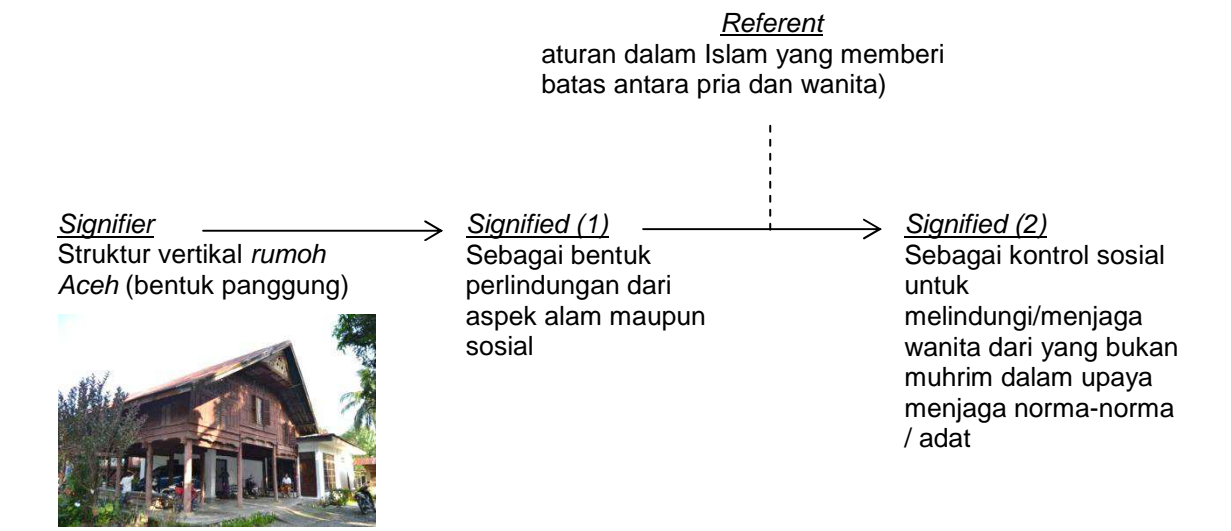 Referent
aturan dalam Islam yang memberi
batas antara pria dan wanita)
Signifier
Struktur vertikal rumoh
Aceh (bentuk panggung)
Signified (1)
Sebagai bentuk
perlindungan dari
aspek alam maupun
sosial
Signified (2)
Sebagai kontrol sosial
untuk
melindungi/menjaga
wanita dari yang bukan
muhrim dalam upaya
menjaga norma-norma
/ adat